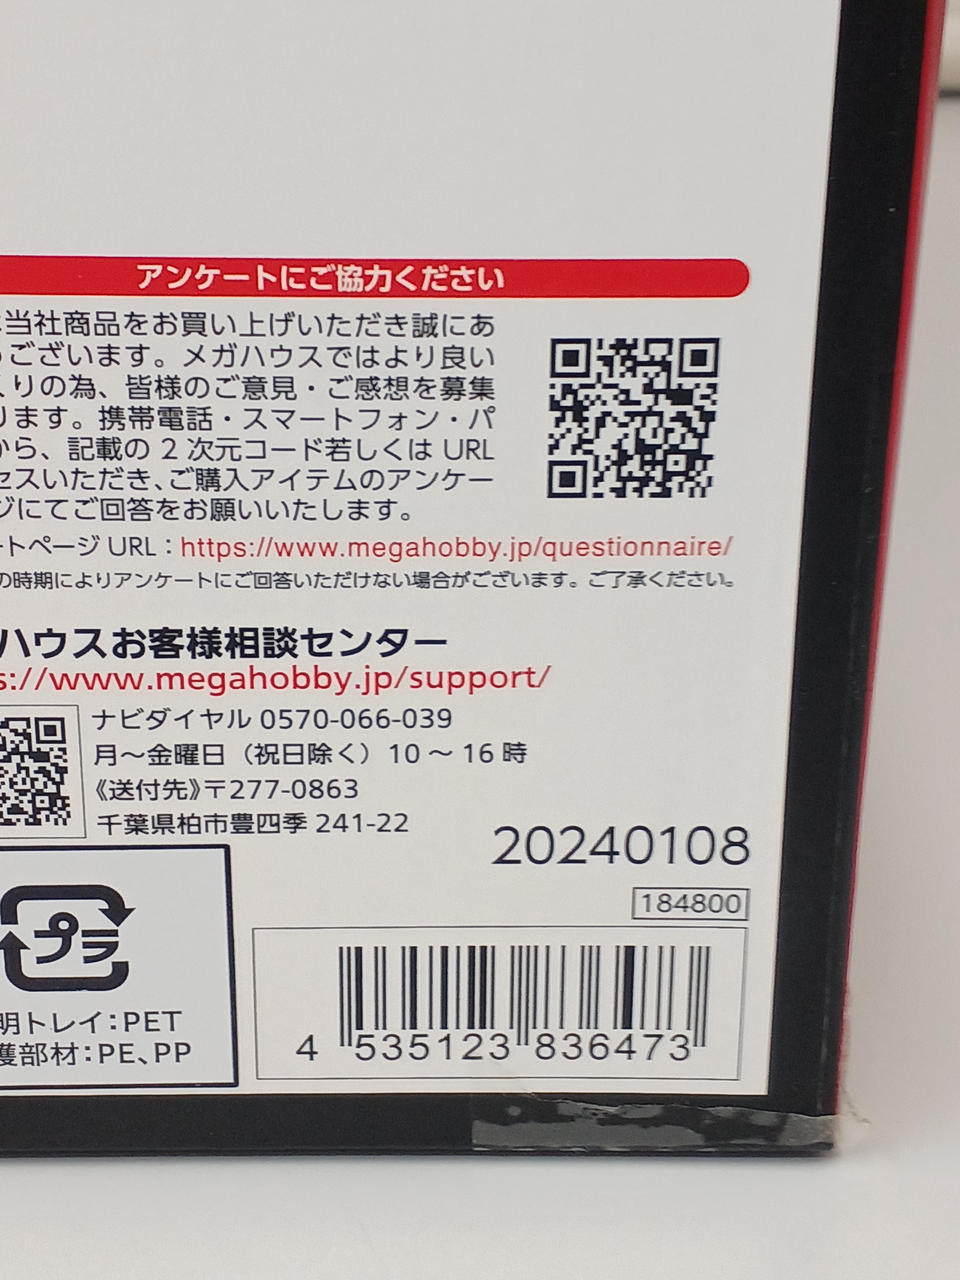 アンケートにご協力ください
当社商品をお買い上げいただき誠にあ
ございます。メガハウスではより良い
りの為、皆様のご意見・ご感想を募集
ります。携帯電話・スマートフォン・パ
から、記載の 2 次元コード若しくは URL
セスいただき、ご購入アイテムのアンケー
ジにてご回答をお願いいたします。
ートページ URL：https://www.megahobby.jp/questionnaire/
の時期によりアンケートにご回答いただけない場合がございます。ご了承ください。
ハウスお客様相談センター
s://www.megahobby.jp/support/
ナビダイヤル 0570-066-039
月～金曜日（祝日除く）10 ～ 16 時
《送付先》〒277-0863
千葉県柏市豊四季 241-22
20240108
184800
プラ
明トレイ：PET
護部材：PE、PP
4 535123 836473